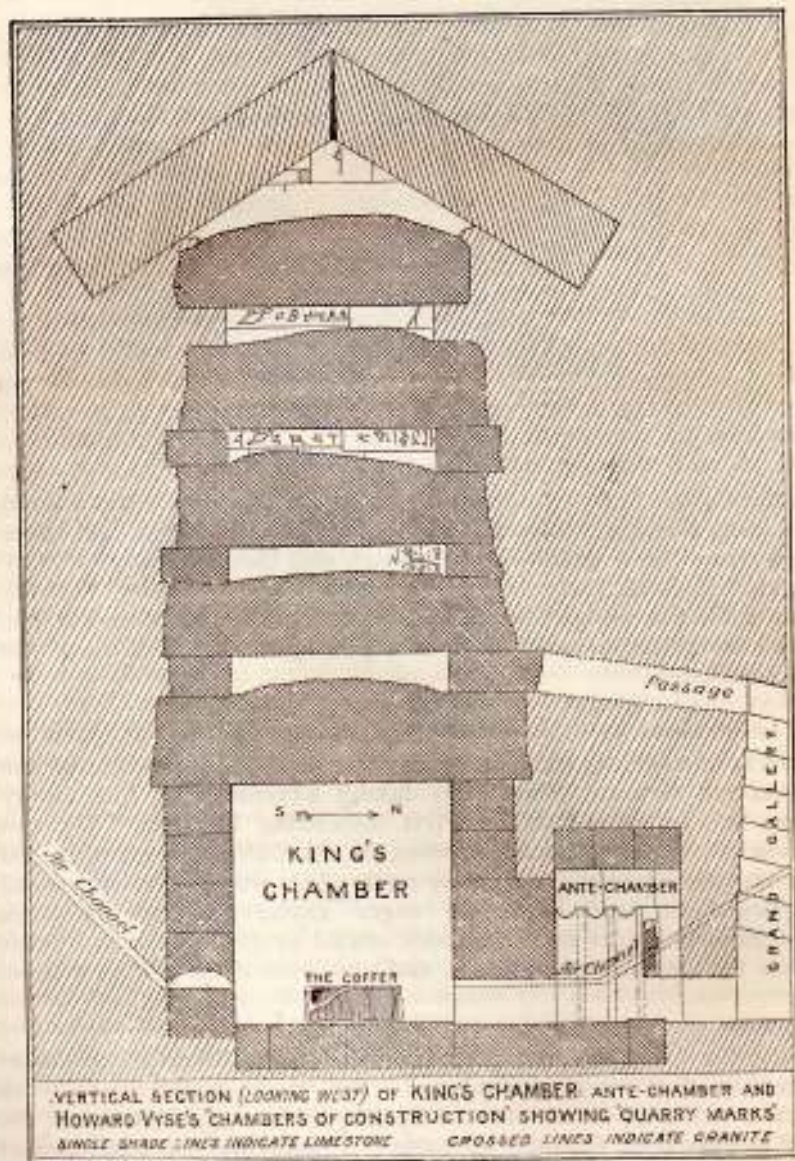 Passage
GRAND GALLERY
S N
KING'S
CHAMBER
ANTE-CHAMBER
Air Channel
Air Channel
THE COFFER
VERTICAL SECTION (LOOKING WEST) OF KING'S CHAMBER ANTE-CHAMBER AND
HOWARD VYSE'S 'CHAMBERS OF CONSTRUCTION' SHOWING 'QUARRY MARKS'
SINGLE SHADE LINES INDICATE LIMESTONE CROSSED LINES INDICATE GRANITE